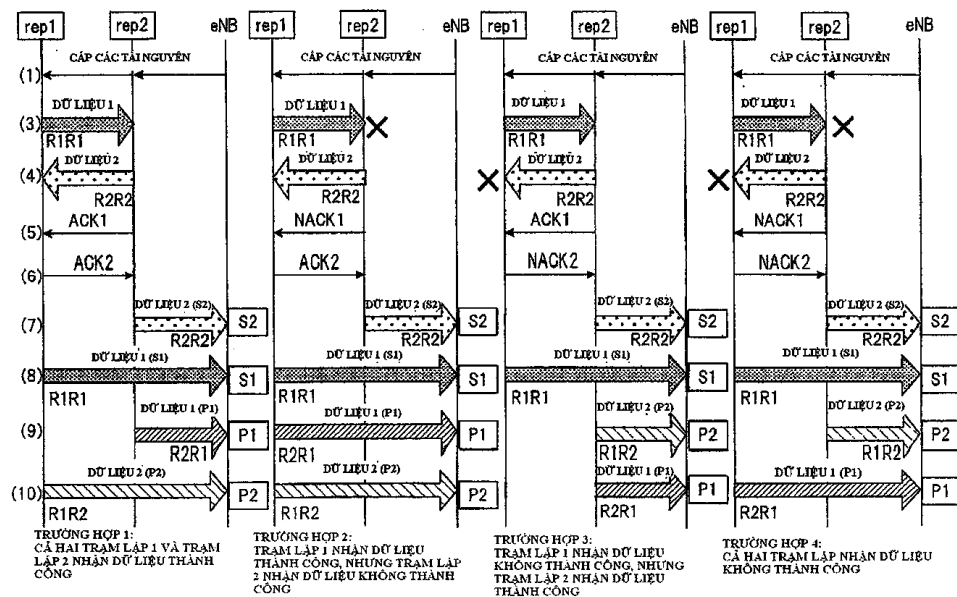 rep1 rep2 eNB rep1 rep2 eNB rep1 rep2 eNB rep1 rep2 eNB
(1) CẤP CÁC TÀI NGUYÊN CẤP CÁC TÀI NGUYÊN CẤP CÁC TÀI NGUYÊN CẤP CÁC TÀI NGUYÊN
DỮ LIỆU 1 DỮ LIỆU 1 DỮ LIỆU 1 DỮ LIỆU 1
(3)
R1R1 R1R1 R1R1 R1R1
DỮ LIỆU 2 DỮ LIỆU 2 DỮ LIỆU 2 DỮ LIỆU 2
(4)
R2R2 R2R2 R2R2 R2R2
(5) ACK1 NACK1 ACK1 NACK1
(6) ACK2 ACK2 NACK2 NACK2
DỮ LIỆU 2 (S2) DỮ LIỆU 2 (S2) DỮ LIỆU 2 (S2) DỮ LIỆU 2 (S2)
(7) S2 S2 S2 S2
R2R2 R2R2 R2R2 R2R2
DỮ LIỆU 1 (S1) DỮ LIỆU 1 (S1) DỮ LIỆU 1 (S1) DỮ LIỆU 1 (S1)
(8) S1 S1 S1 S1
R1R1 R1R1 R1R1 R1R1
DỮ LIỆU 1 (P1) DỮ LIỆU 1 (P1) DỮ LIỆU 2 (P2) DỮ LIỆU 2 (P2)
(9) P1 P1 P2 P2
R2R1 R2R1 R1R2 R1R2
DỮ LIỆU 2 (P2) DỮ LIỆU 2 (P2) DỮ LIỆU 1 (P1) DỮ LIỆU 1 (P1)
(10) P2 P2 P1 P1
R1R2 R1R2 R2R1 R2R1
TRƯỜNG HỢP 1:
CẢ HAI TRẠM LẶP 1 VÀ TRẠM
LẶP 2 NHẬN DỮ LIỆU THÀNH
CÔNG
TRƯỜNG HỢP 2:
TRẠM LẶP 1 NHẬN DỮ LIỆU
THÀNH CÔNG, NHƯNG TRẠM LẶP
2 NHẬN DỮ LIỆU KHÔNG THÀNH
CÔNG
TRƯỜNG HỢP 3:
TRẠM LẶP 1 NHẬN DỮ LIỆU
KHÔNG THÀNH CÔNG, NHƯNG
TRẠM LẶP 2 NHẬN DỮ LIỆU
THÀNH CÔNG
TRƯỜNG HỢP 4:
CẢ HAI TRẠM LẶP NHẬN DỮ LIỆU
KHÔNG THÀNH CÔNG